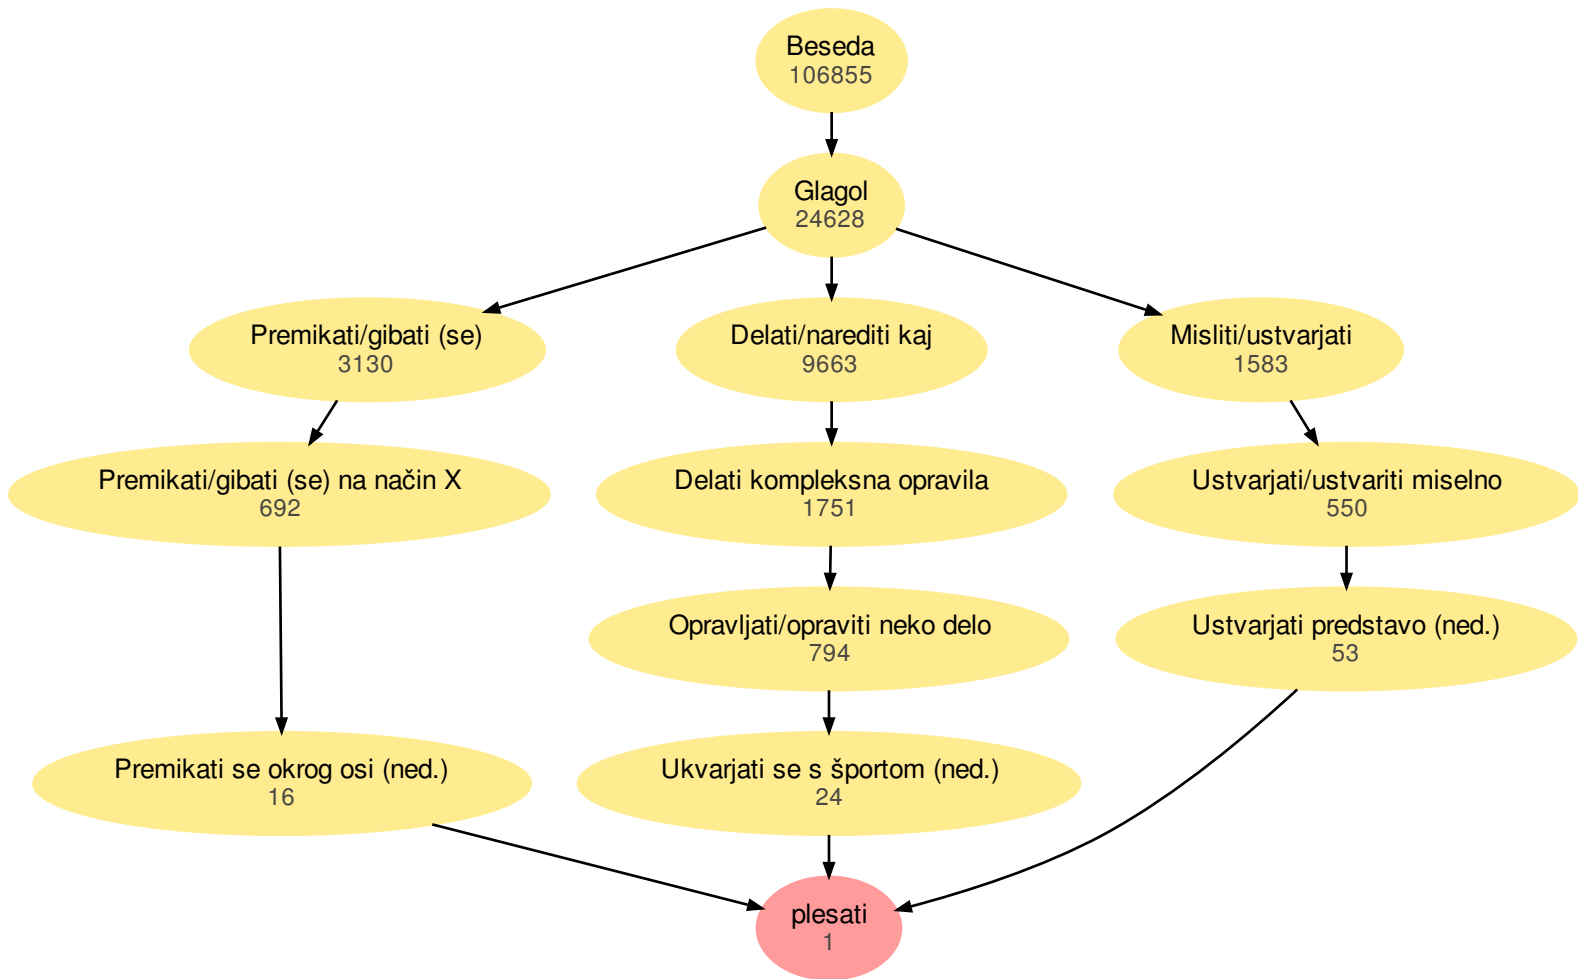 Beseda
106855
Glagol
24628
Premikati/gibati (se)
3130
Delati/narediti kaj
9663
Misliti/ustvarjati
1583
Premikati/gibati (se) na način X
692
Delati kompleksna opravila
1751
Ustvarjati/ustvariti miselno
550
Opravljati/opraviti neko delo
794
Ustvarjati predstavo (ned.)
53
Premikati se okrog osi (ned.)
16
Ukvarjati se s športom (ned.)
24
plesati
1